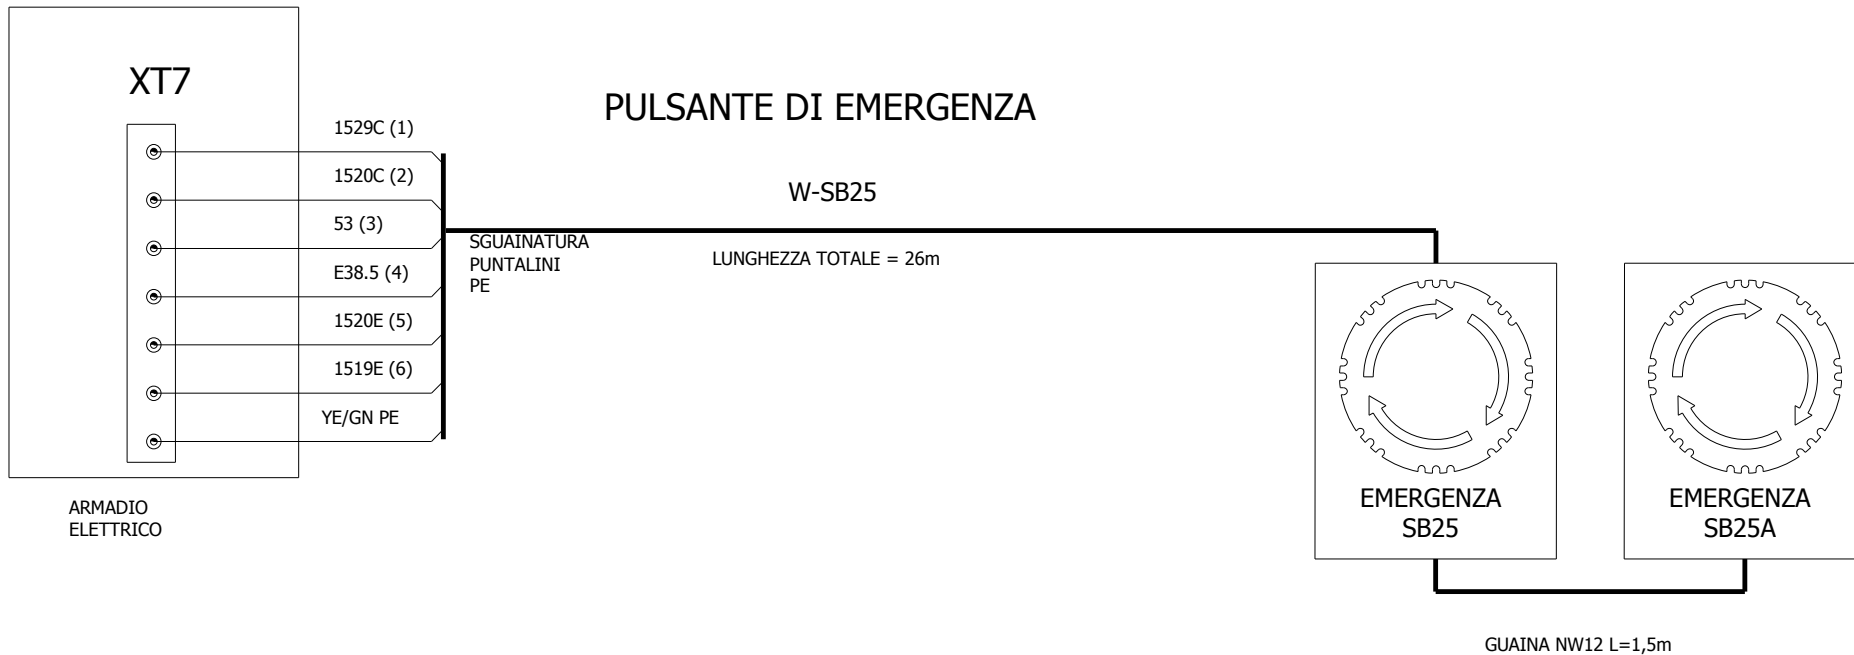 XT7
PULSANTE DI EMERGENZA
1529C (1)
1520C (2)
W-SB25
53 (3)
SGUAINATURA
PUNTALINI
PE
LUNGHEZZA TOTALE = 26m
E38.5 (4)
1520E (5)
1519E (6)
YE/GN PE
EMERGENZA
SB25
EMERGENZA
SB25A
ARMADIO
ELETTRICO
GUAINA NW12 L=1,5m